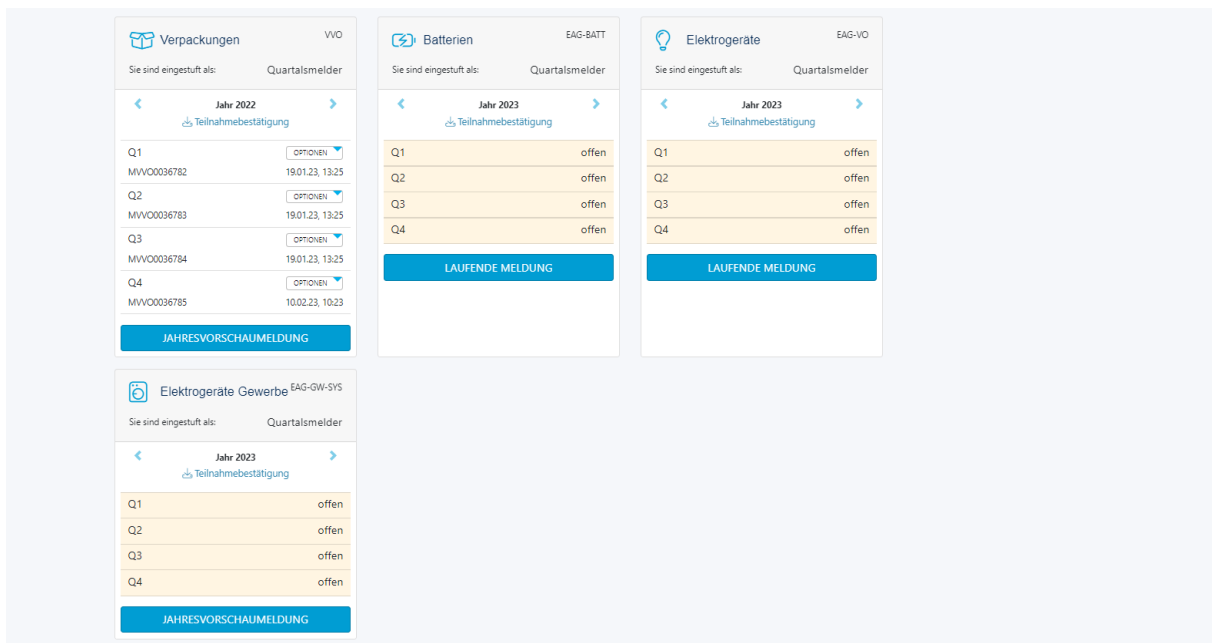 Verpackungen VVO
Sie sind eingestuft als: Quartalsmelder
Jahr 2022
Teilnahmebestätigung
Q1 OPTIONEN
MVVO0036782 19.01.23, 13:25
Q2 OPTIONEN
MVVO0036783 19.01.23, 13:25
Q3 OPTIONEN
MVVO0036784 19.01.23, 13:25
Q4 OPTIONEN
MVVO0036785 10.02.23, 10:23
JAHRESVORSCHAUMELDUNG
Batterien EAG-BATT
Sie sind eingestuft als: Quartalsmelder
Jahr 2023
Teilnahmebestätigung
Q1 offen
Q2 offen
Q3 offen
Q4 offen
LAUFENDE MELDUNG
Elektrogeräte EAG-VO
Sie sind eingestuft als: Quartalsmelder
Jahr 2023
Teilnahmebestätigung
Q1 offen
Q2 offen
Q3 offen
Q4 offen
LAUFENDE MELDUNG
Elektrogeräte Gewerbe EAG-GW-SYS
Sie sind eingestuft als: Quartalsmelder
Jahr 2023
Teilnahmebestätigung
Q1 offen
Q2 offen
Q3 offen
Q4 offen
JAHRESVORSCHAUMELDUNG